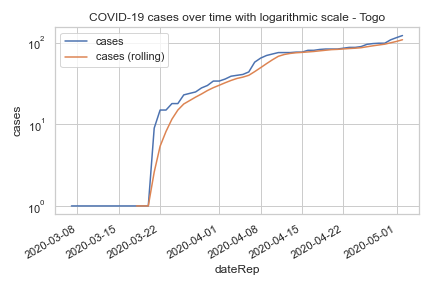 COVID-19 cases over time with logarithmic scale - Togo
cases
cases (rolling)
10²
10¹
10⁰
cases
2020-03-08
2020-03-15
2020-03-22
2020-04-01
2020-04-08
2020-04-15
2020-04-22
2020-05-01
dateRep